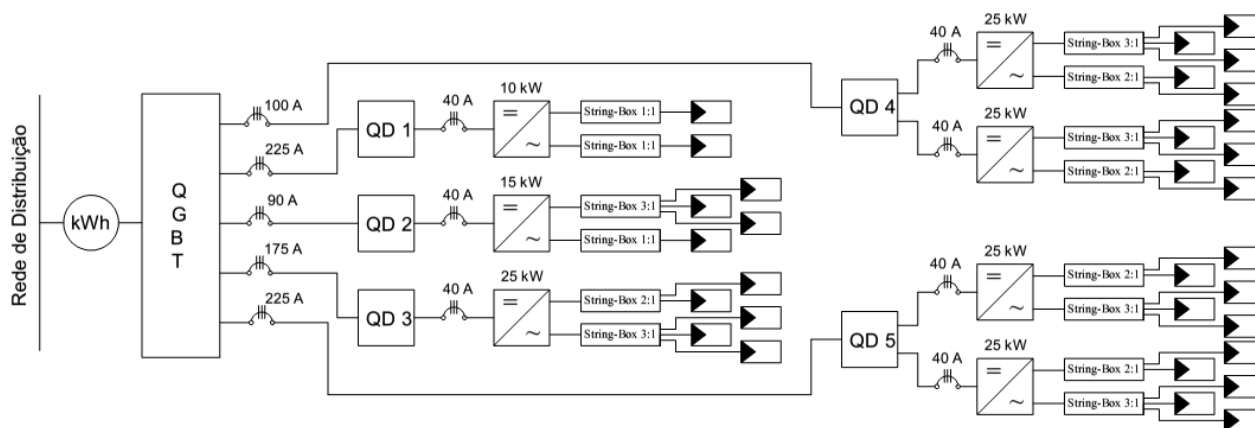 Rede de Distribuição
kWh
QGBT
100 A
225 A
90 A
175 A
225 A
QD 1
40 A
10 kW
=
~
String-Box 1:1
String-Box 1:1
QD 2
40 A
15 kW
=
~
String-Box 3:1
String-Box 1:1
QD 3
40 A
25 kW
=
~
String-Box 2:1
String-Box 3:1
QD 4
40 A
25 kW
=
~
String-Box 3:1
String-Box 2:1
40 A
25 kW
=
~
String-Box 3:1
String-Box 2:1
QD 5
40 A
25 kW
=
~
String-Box 2:1
String-Box 3:1
40 A
25 kW
=
~
String-Box 2:1
String-Box 3:1